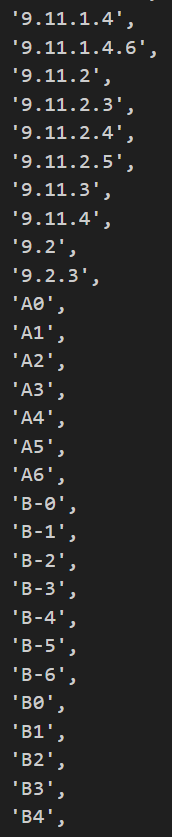 '9.11.1.4',
'9.11.1.4.6',
'9.11.2',
'9.11.2.3',
'9.11.2.4',
'9.11.2.5',
'9.11.3',
'9.11.4',
'9.2',
'9.2.3',
'A0',
'A1',
'A2',
'A3',
'A4',
'A5',
'A6',
'B-0',
'B-1',
'B-2',
'B-3',
'B-4',
'B-5',
'B-6',
'B0',
'B1',
'B2',
'B3',
'B4',